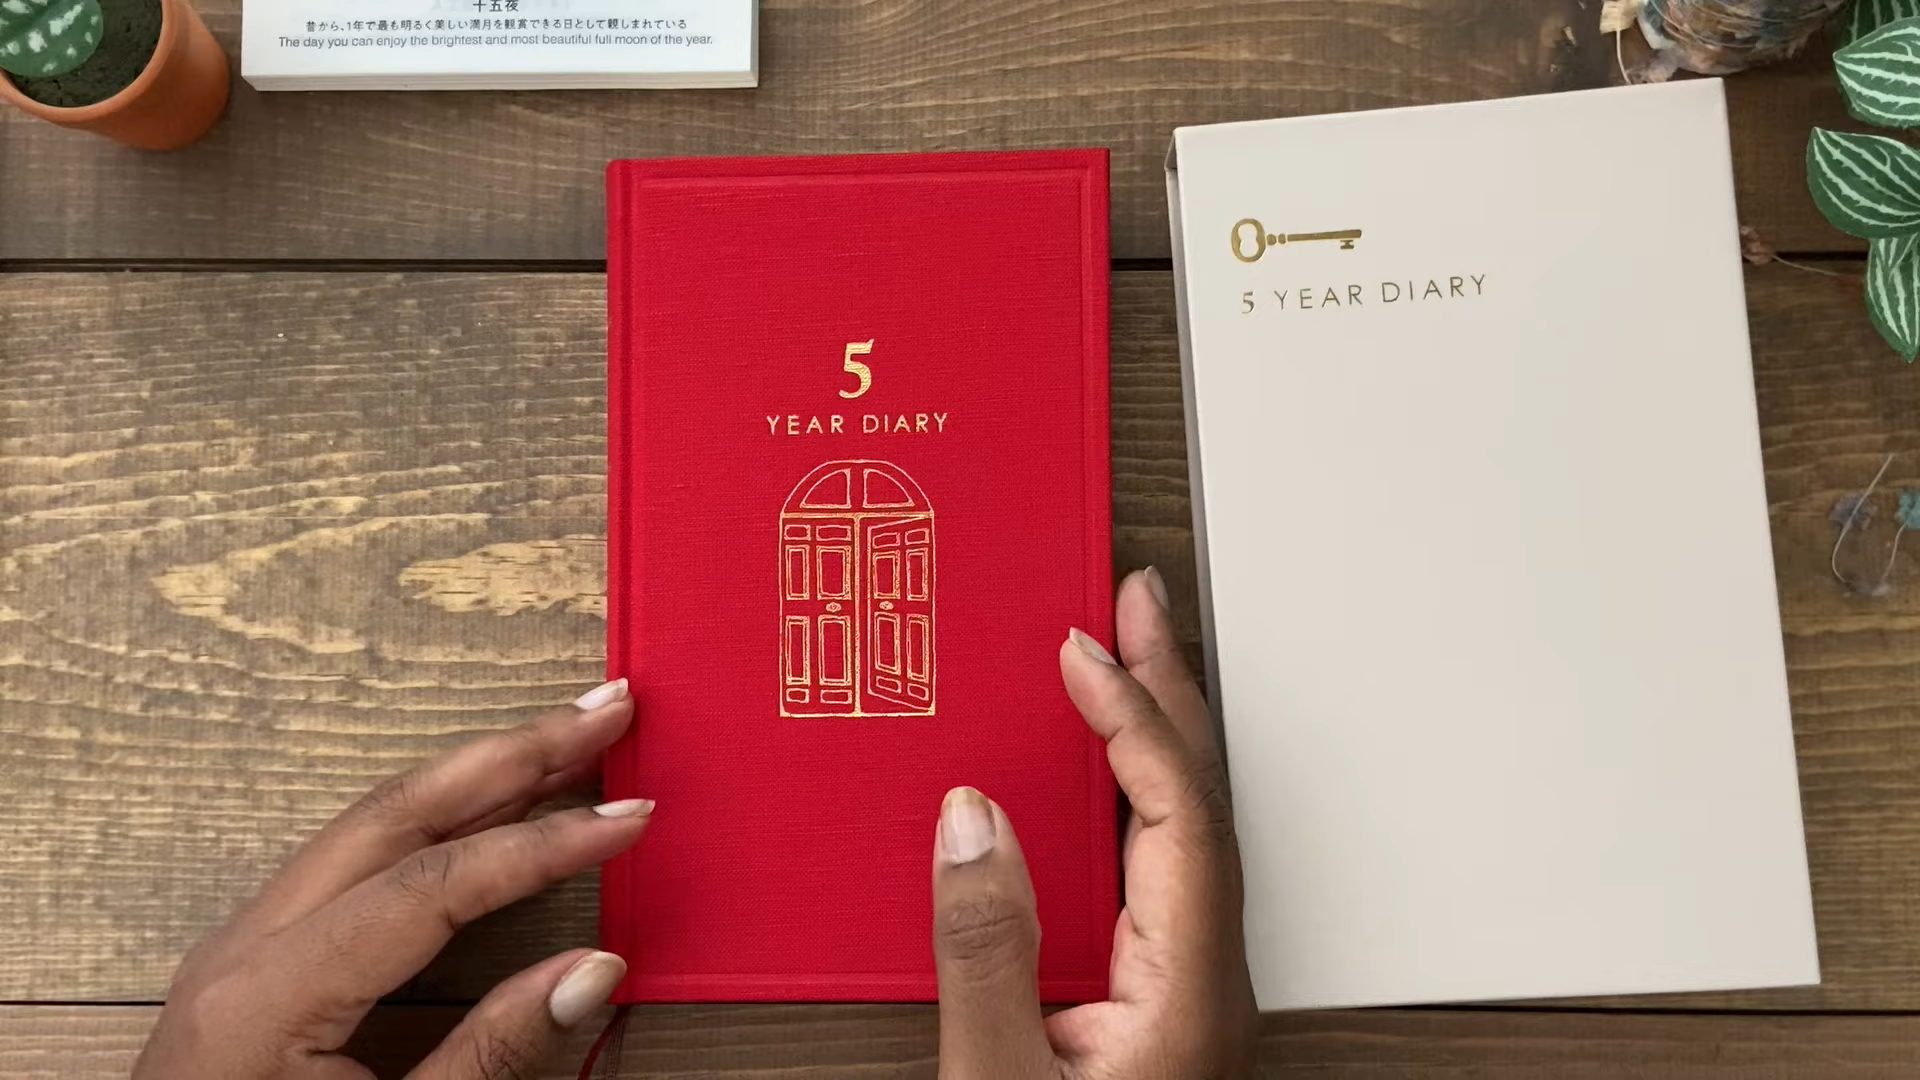 十五夜
昔から、1年で最も明るく美しい満月を観賞できる日として親しまれている
The day you can enjoy the brightest and most beautiful full moon of the year.
5
YEAR DIARY
5 YEAR DIARY